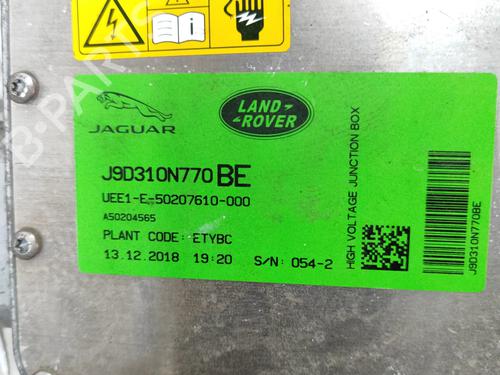 JAGUAR
LAND
ROVER
J9D310N770 BE
UEE1-E-50207610-000
A50204565
PLANT CODE: ETYBC
13.12.2018 19:20 S/N: 054-2
HIGH VOLTAGE JUNCTION BOX
J9D310N770BE
B-PARTS